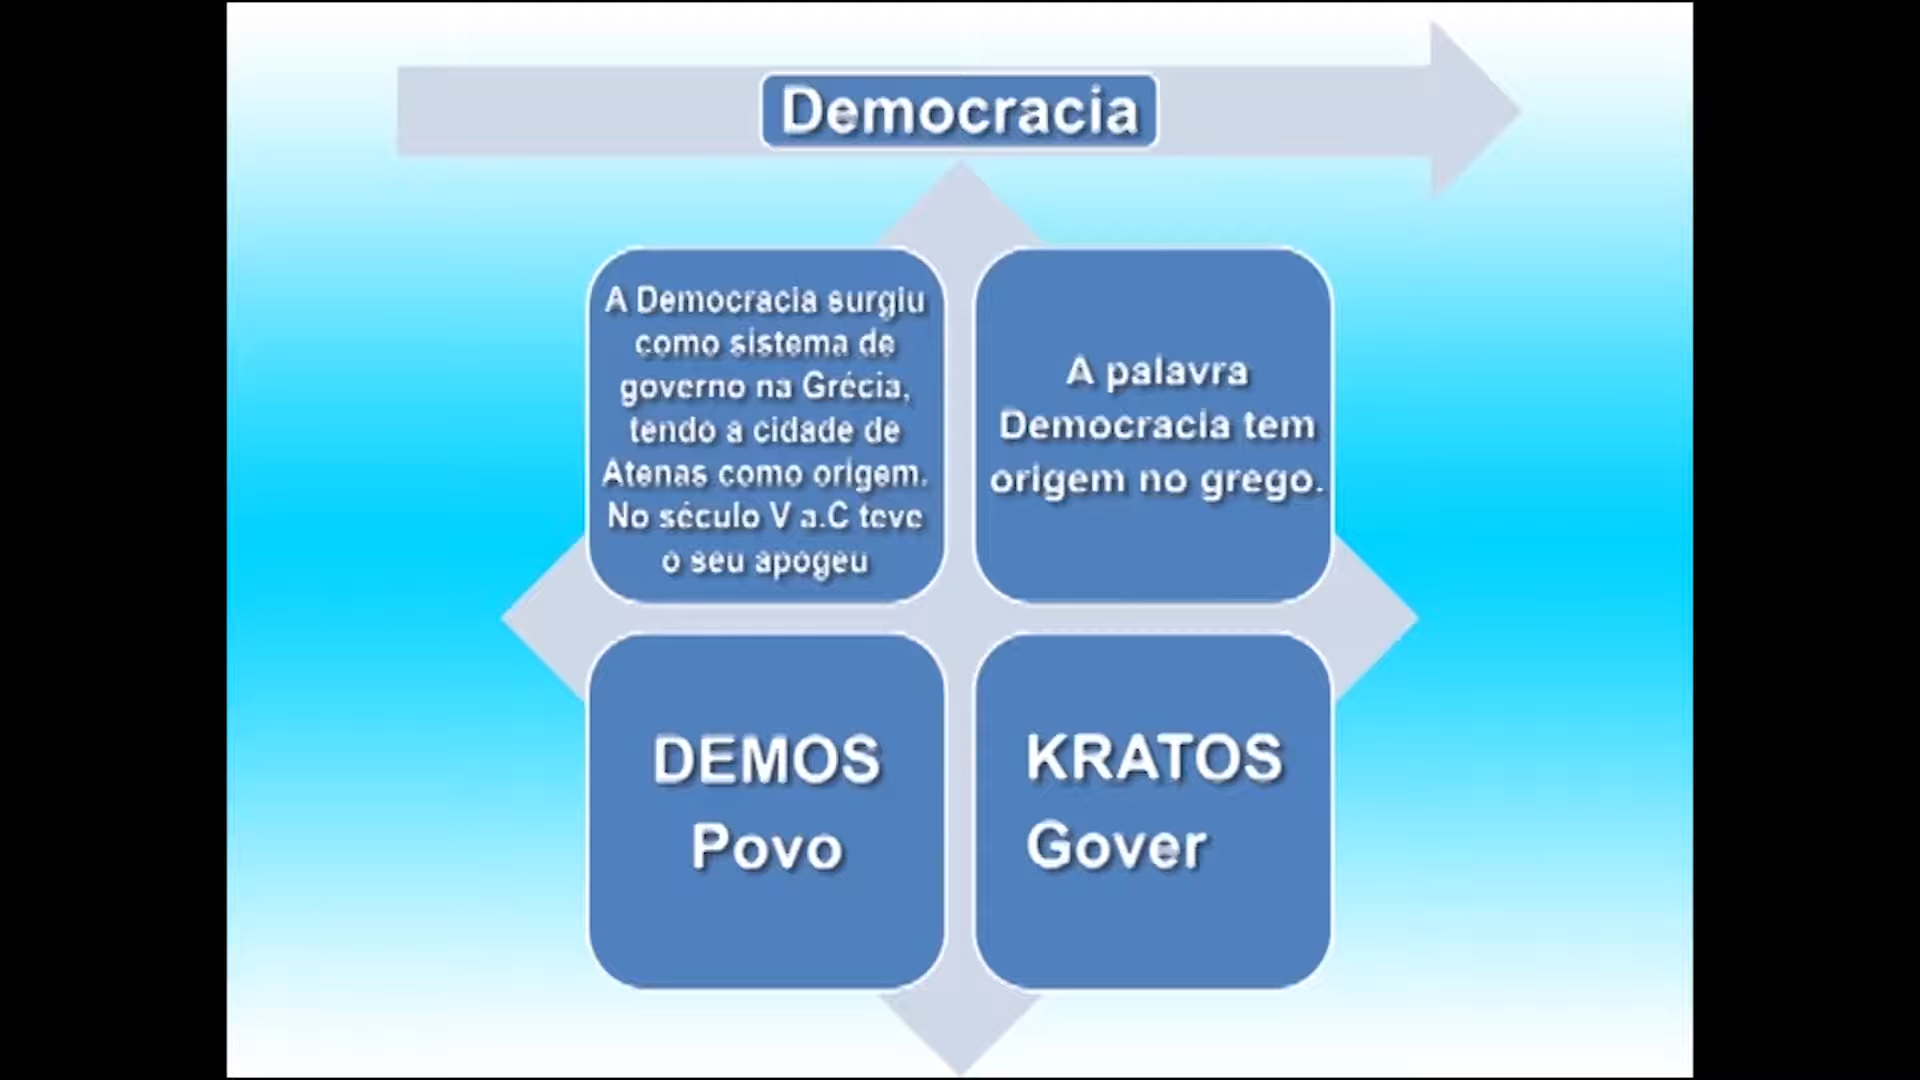 Democracia
A Democracia surgiu
como sistema de
governo na Grécia,
tendo a cidade de
Atenas como origem.
No século V a.C teve
o seu apogeu
A palavra
Democracia tem
origem no grego.
DEMOS
Povo
KRATOS
Gover